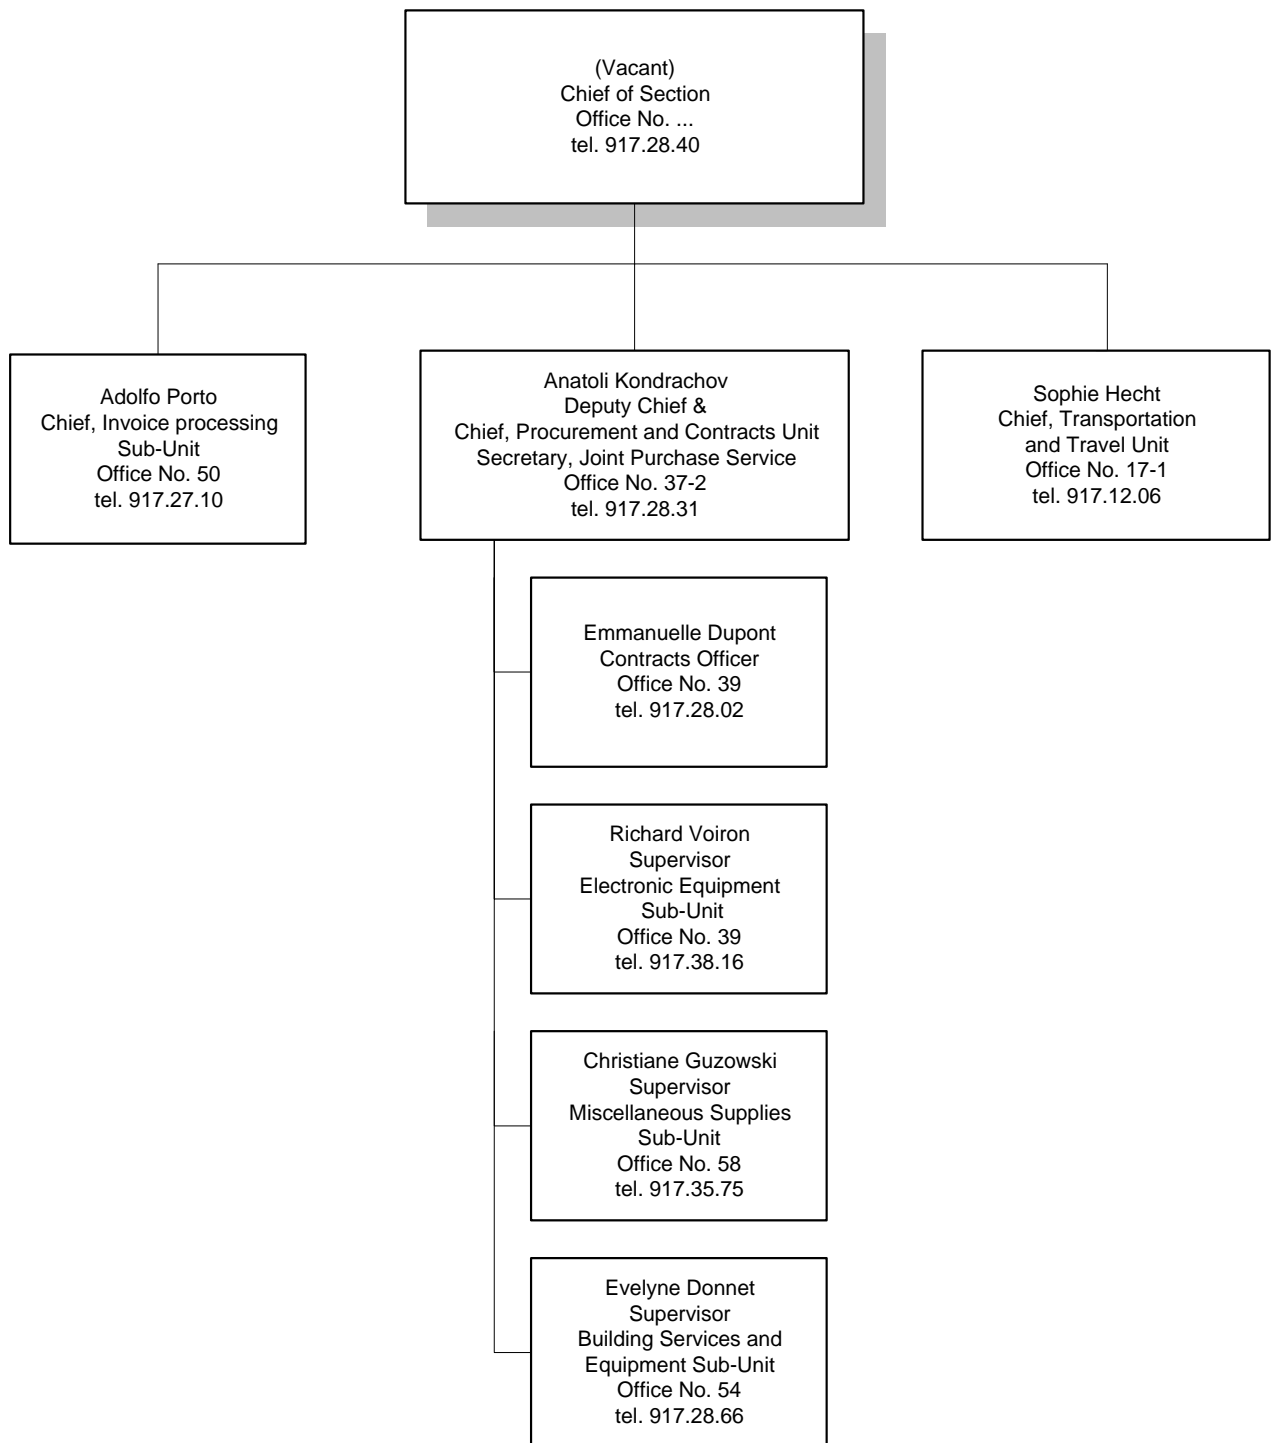 (Vacant)
Chief of Section
Office No. ...
tel. 917.28.40
Adolfo Porto
Chief, Invoice processing
Sub-Unit
Office No. 50
tel. 917.27.10
Anatoli Kondrachov
Deputy Chief &
Chief, Procurement and Contracts Unit
Secretary, Joint Purchase Service
Office No. 37-2
tel. 917.28.31
Sophie Hecht
Chief, Transportation
and Travel Unit
Office No. 17-1
tel. 917.12.06
Emmanuelle Dupont
Contracts Officer
Office No. 39
tel. 917.28.02
Richard Voiron
Supervisor
Electronic Equipment
Sub-Unit
Office No. 39
tel. 917.38.16
Christiane Guzowski
Supervisor
Miscellaneous Supplies
Sub-Unit
Office No. 58
tel. 917.35.75
Evelyne Donnet
Supervisor
Building Services and
Equipment Sub-Unit
Office No. 54
tel. 917.28.66